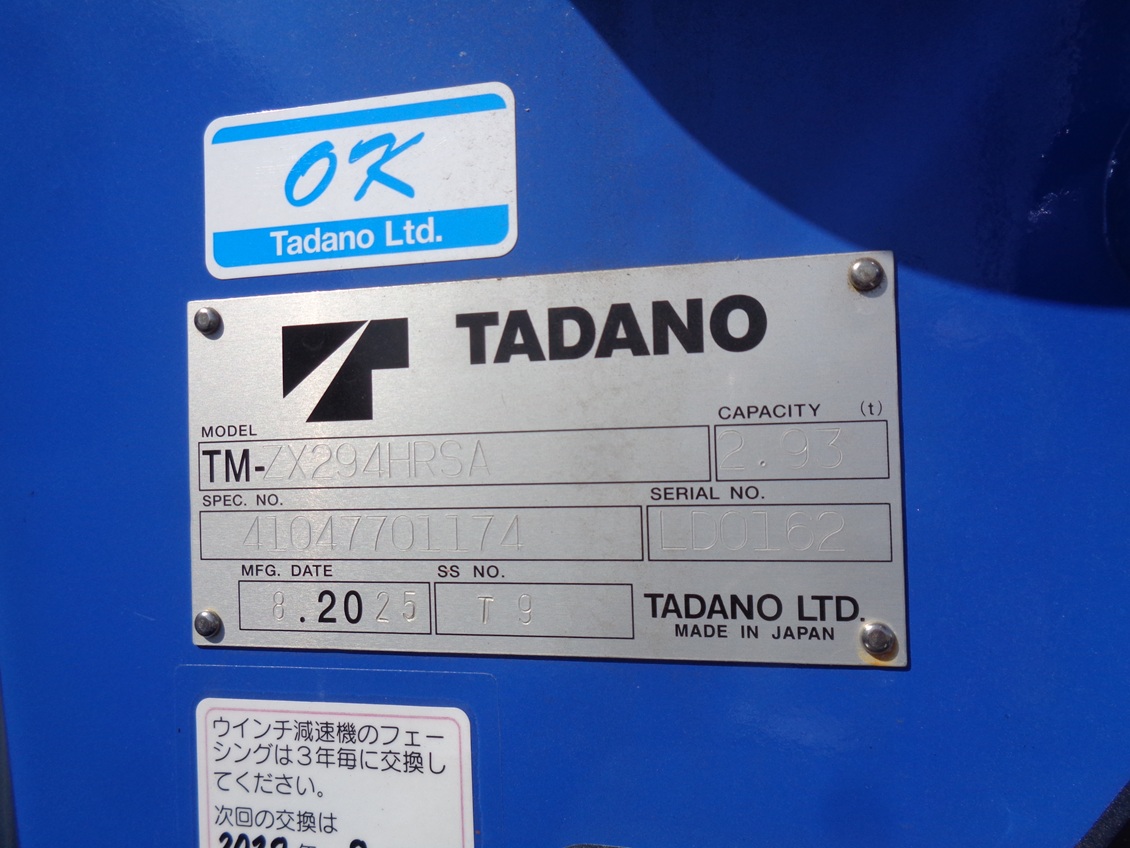 OK
Tadano Ltd.
TADANO
MODEL
TM-ZX294HRSA
CAPACITY (t)
2.93
SPEC. NO.
41047701174
SERIAL NO.
LD0162
MFG. DATE
8.2025
SS NO.
T9
TADANO LTD.
MADE IN JAPAN
ウインチ減速機のフェー
シングは3年毎に交換し
てください。
次回の交換は